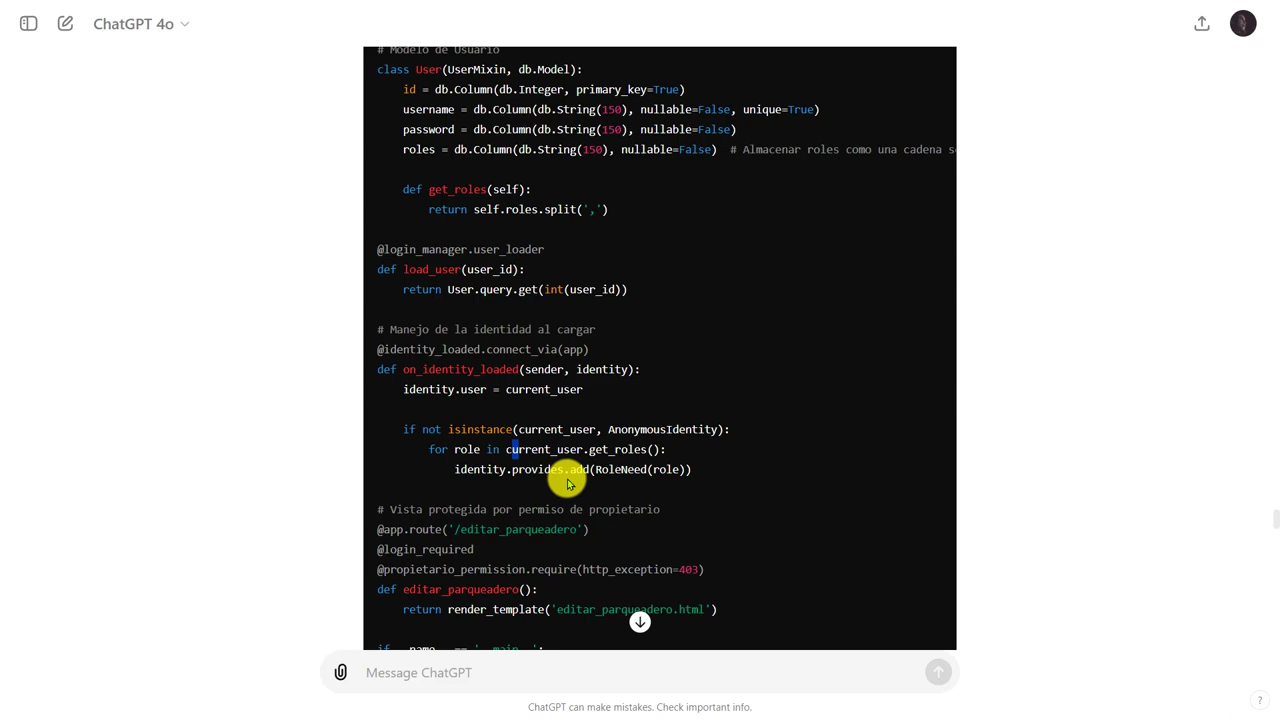 ChatGPT 4o
# Modelo de Usuario
class User(UserMixin, db.Model):
    id = db.Column(db.Integer, primary_key=True)
    username = db.Column(db.String(150), nullable=False, unique=True)
    password = db.Column(db.String(150), nullable=False)
    roles = db.Column(db.String(150), nullable=False)  # Almacenar roles como una cadena
    def get_roles(self):
        return self.roles.split(',')
@login_manager.user_loader
def load_user(user_id):
    return User.query.get(int(user_id))
# Manejo de la identidad al cargar
@identity_loaded.connect_via(app)
def on_identity_loaded(sender, identity):
    identity.user = current_user
    if not isinstance(current_user, AnonymousIdentity):
        for role in current_user.get_roles():
            identity.provides.add(RoleNeed(role))
# Vista protegida por permiso de propietario
@app.route('/editar_parqueadero')
@login_required
@propietario_permission.require(http_exception=403)
def editar_parqueadero():
    return render_template('editar_parqueadero.html')
if __name__ == '__main__':
Message ChatGPT
ChatGPT can make mistakes. Check important info.
?